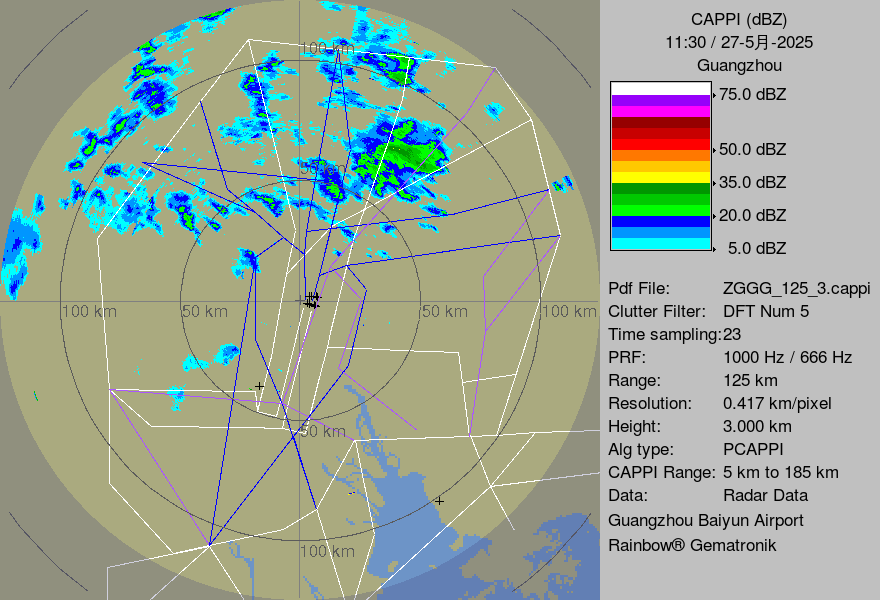 CAPPI (dBZ)
11:30 / 27-5月-2025
Guangzhou
75.0 dBZ
50.0 dBZ
35.0 dBZ
20.0 dBZ
5.0 dBZ
Pdf File: ZGGG_125_3.cappi
Clutter Filter: DFT Num 5
Time sampling:23
PRF: 1000 Hz / 666 Hz
Range: 125 km
Resolution: 0.417 km/pixel
Height: 3.000 km
Alg type: PCAPPI
CAPPI Range: 5 km to 185 km
Data: Radar Data
Guangzhou Baiyun Airport
Rainbow® Gematronik
100 km
100 km
50 km
50 km
100 km
50 km
100 km